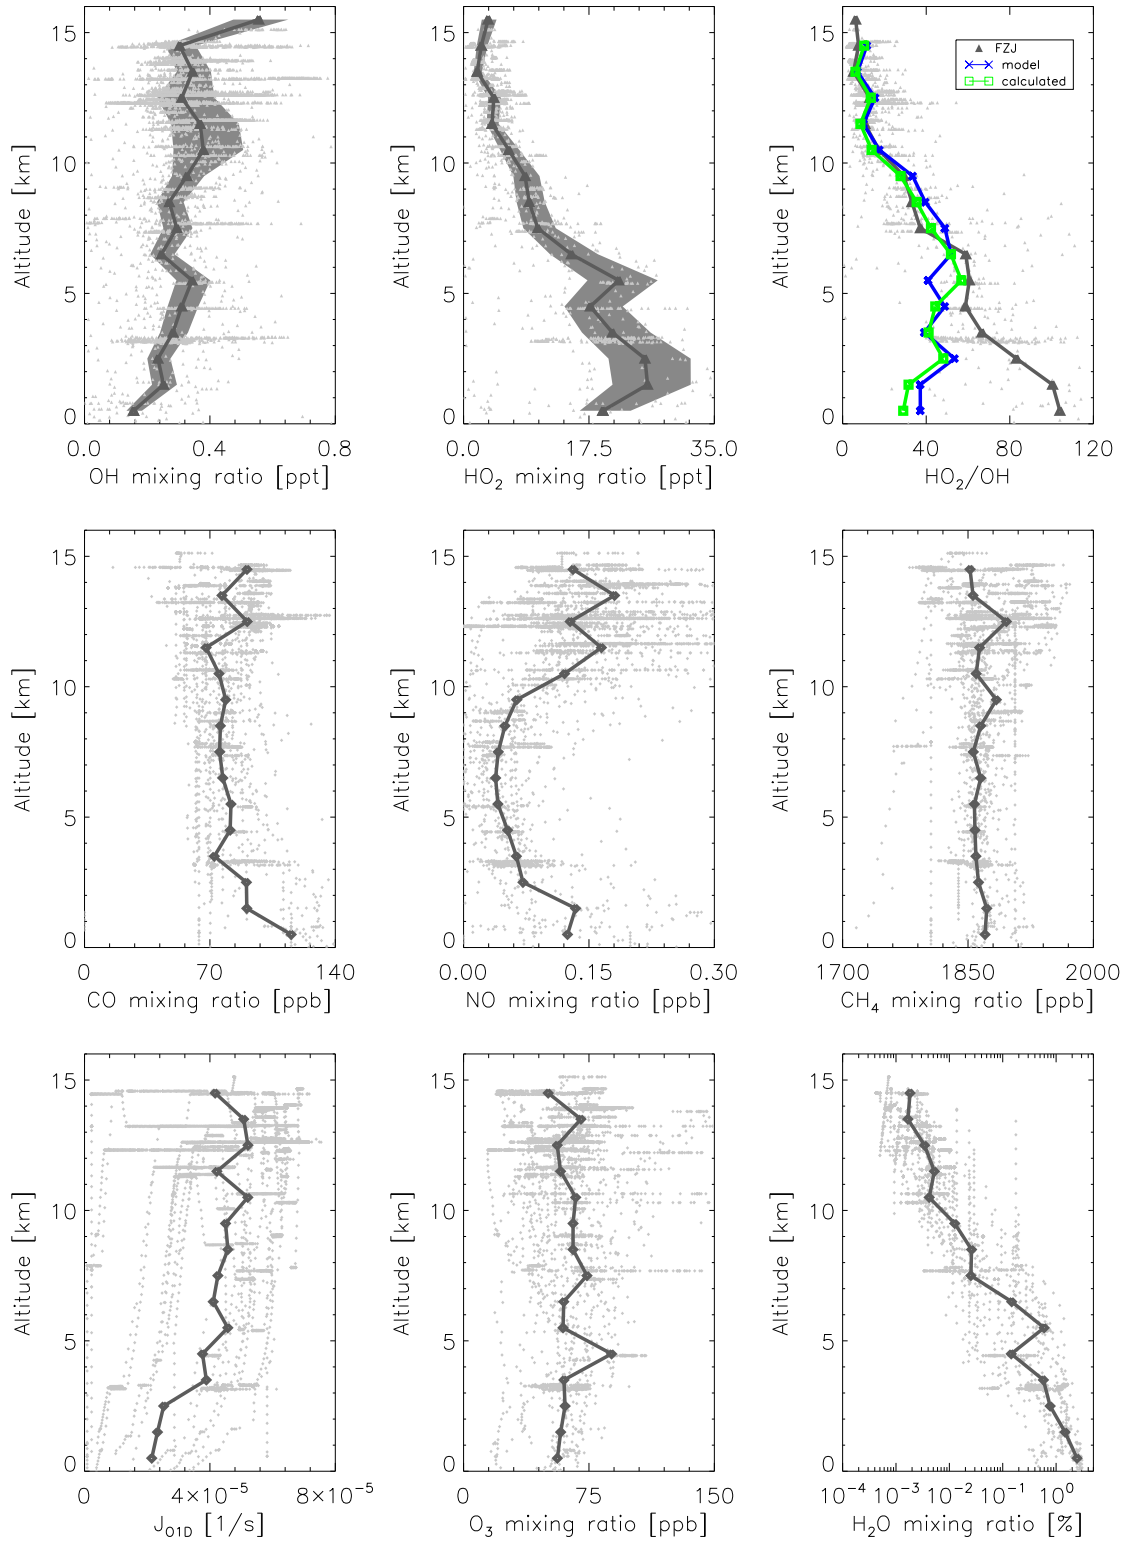 15
10
5
0
Altitude [km]
0.0 0.4 0.8
OH mixing ratio [ppt]
15
10
5
0
Altitude [km]
0.0 17.5 35.0
HO₂ mixing ratio [ppt]
FZJ
model
calculated
15
10
5
0
Altitude [km]
0 40 80 120
HO₂/OH
15
10
5
0
Altitude [km]
0 70 140
CO mixing ratio [ppb]
15
10
5
0
Altitude [km]
0.00 0.15 0.30
NO mixing ratio [ppb]
15
10
5
0
Altitude [km]
1700 1850 2000
CH₄ mixing ratio [ppb]
15
10
5
0
Altitude [km]
0 4×10⁻⁵ 8×10⁻⁵
J_O1D [1/s]
15
10
5
0
Altitude [km]
0 75 150
O₃ mixing ratio [ppb]
15
10
5
0
Altitude [km]
10⁻⁴ 10⁻³ 10⁻² 10⁻¹ 10⁰
H₂O mixing ratio [%]